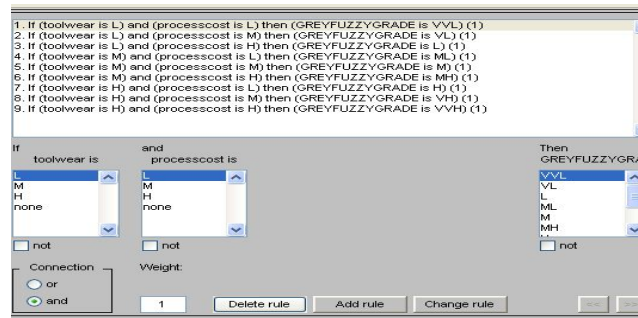 1. If (toolwear is L) and (processcost is L) then (GREYFUZZYGRADE is VVL) (1)
2. If (toolwear is L) and (processcost is M) then (GREYFUZZYGRADE is VL) (1)
3. If (toolwear is L) and (processcost is H) then (GREYFUZZYGRADE is L) (1)
4. If (toolwear is M) and (processcost is L) then (GREYFUZZYGRADE is ML) (1)
5. If (toolwear is M) and (processcost is M) then (GREYFUZZYGRADE is M) (1)
6. If (toolwear is M) and (processcost is H) then (GREYFUZZYGRADE is MH) (1)
7. If (toolwear is H) and (processcost is L) then (GREYFUZZYGRADE is H) (1)
8. If (toolwear is H) and (processcost is M) then (GREYFUZZYGRADE is VH) (1)
9. If (toolwear is H) and (processcost is H) then (GREYFUZZYGRADE is VVH) (1)
If and Then
toolwear is processcost is GREYFUZZYGRA
L L VVL
M M VL
H H L
none none ML
M
MH
not not not
Connection Weight:
or
and 1 Delete rule Add rule Change rule << >>